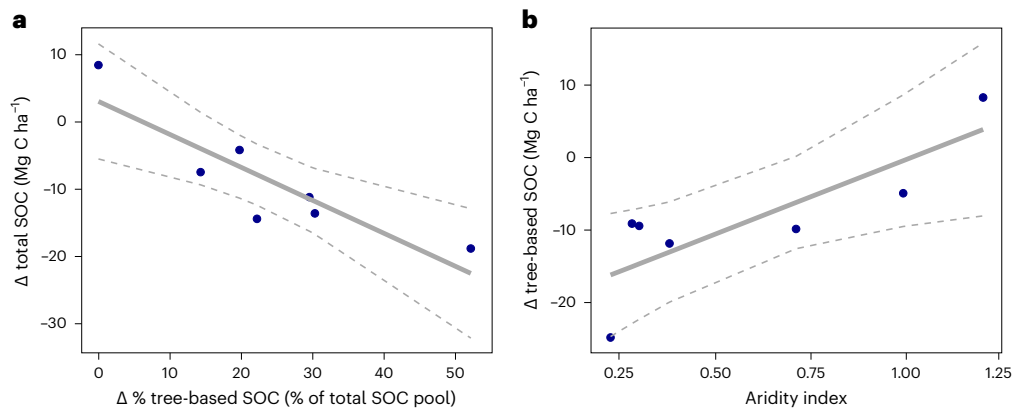 a
10
0
−10
−20
−30
Δ total SOC (Mg C ha⁻¹)
0 10 20 30 40 50
Δ % tree-based SOC (% of total SOC pool)
b
10
0
−10
−20
Δ tree-based SOC (Mg C ha⁻¹)
0.25 0.50 0.75 1.00 1.25
Aridity index